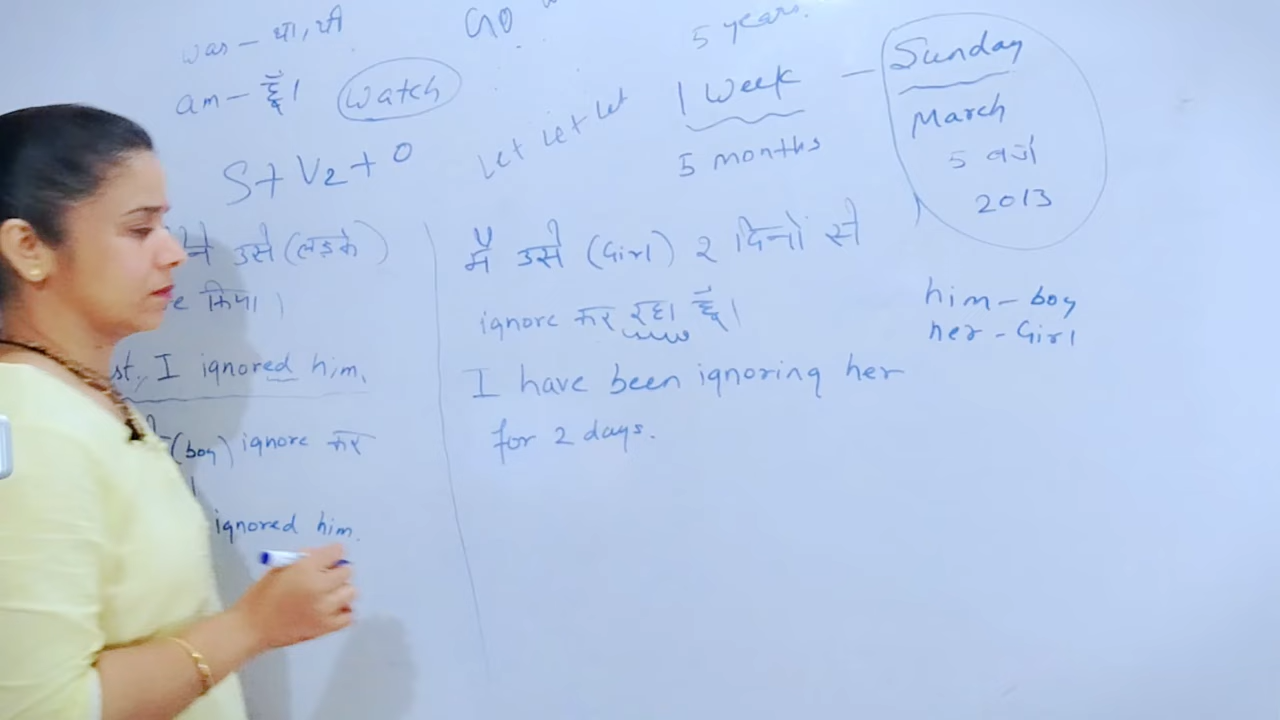 was – था, थी
Go
5 years.
am – हूँ।
Watch
Let Let Let
1 Week – Sunday
5 months
March
5 बजे
2013
S + V2 + O
उसे (लड़के)
किया।
I ignored him.
(boy) ignore कर
ignored him.
मैं उसे (Girl) 2 दिनों से
ignore कर रहा हूँ।
I have been ignoring her
for 2 days.
him – boy
her – Girl